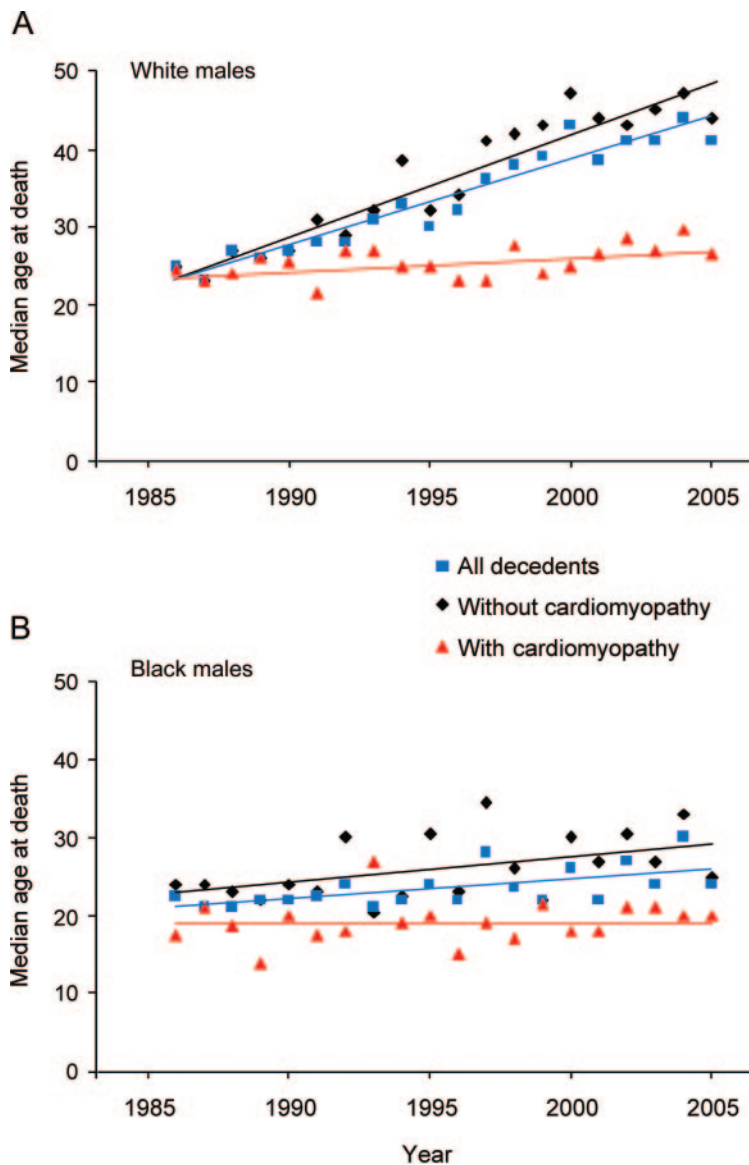 A
White males
Median age at death
50
40
30
20
10
0
1985 1990 1995 2000 2005
All decedents
Without cardiomyopathy
With cardiomyopathy
B
Black males
Median age at death
50
40
30
20
10
0
1985 1990 1995 2000 2005
Year